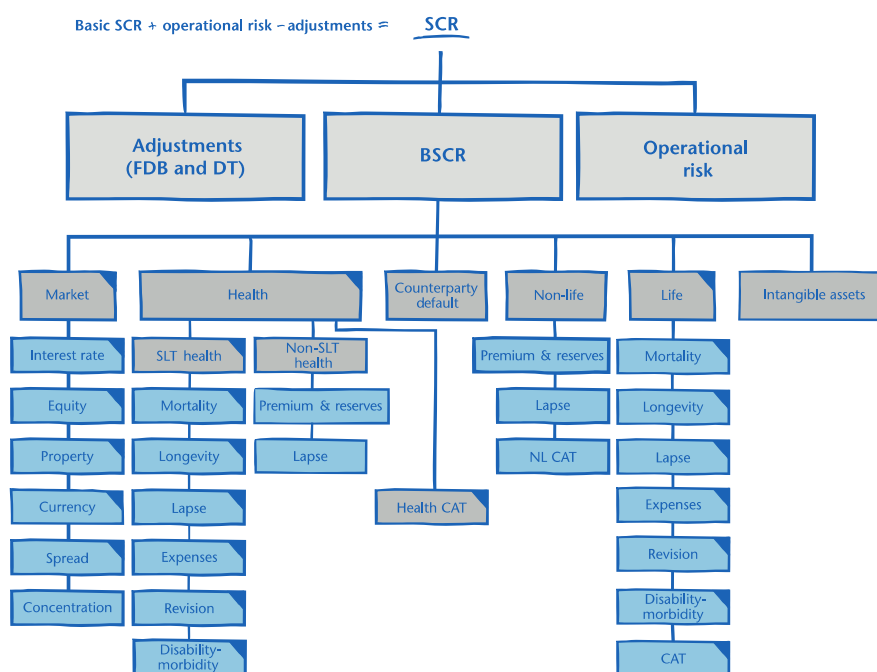 Basic SCR + operational risk – adjustments = SCR
Adjustments
(FDB and DT)
BSCR
Operational
risk
Market
Health
Counterparty
default
Non-life
Life
Intangible assets
Interest rate
SLT health
Non-SLT
health
Premium & reserves
Mortality
Equity
Mortality
Premium & reserves
Lapse
Longevity
Property
Longevity
Lapse
NL CAT
Lapse
Currency
Lapse
Health CAT
Expenses
Spread
Expenses
Revision
Concentration
Revision
Disability-
morbidity
Disability-
morbidity
CAT